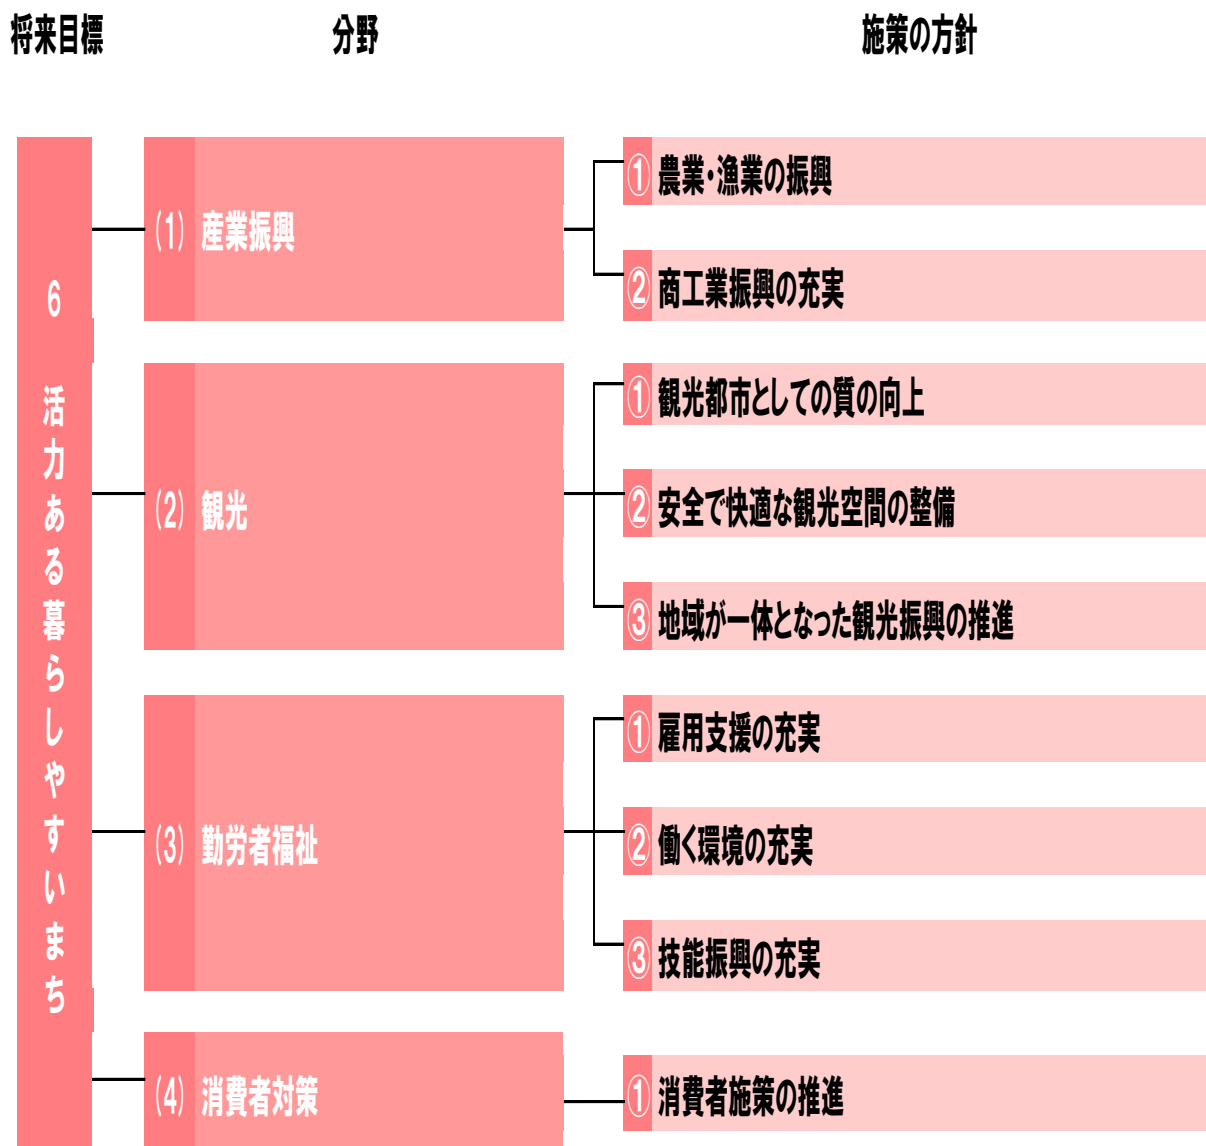 将来目標
分野
施策の方針
6 活力ある暮らしやすいまち
(1) 産業振興
① 農業・漁業の振興
② 商工業振興の充実
(2) 観光
① 観光都市としての質の向上
② 安全で快適な観光空間の整備
③ 地域が一体となった観光振興の推進
(3) 勤労者福祉
① 雇用支援の充実
② 働く環境の充実
③ 技能振興の充実
(4) 消費者対策
① 消費者施策の推進